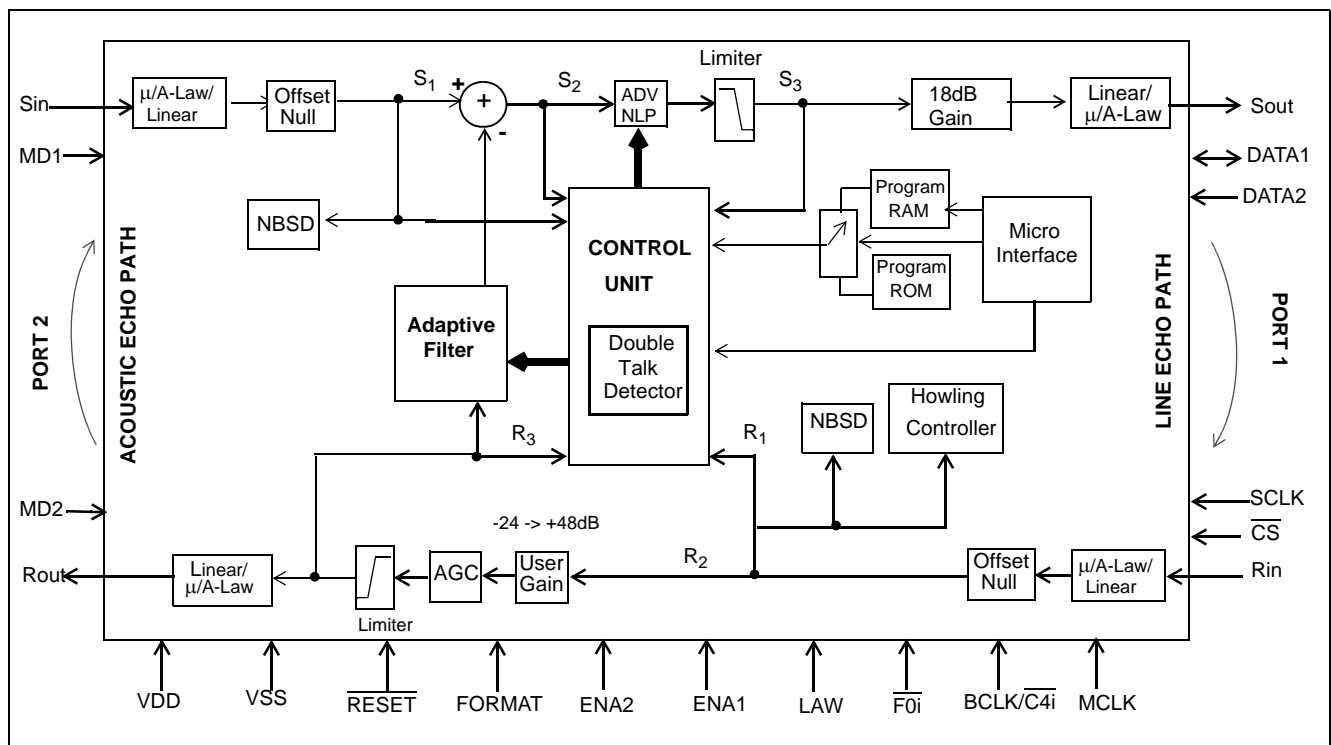 Limiter
Sin
μ/A-Law/
Linear
Offset
Null
S1
+
+
-
S2
ADV
NLP
S3
18dB
Gain
Linear/
μ/A-Law
Sout
MD1
DATA1
DATA2
NBSD
CONTROL
UNIT
Program
RAM
Program
ROM
Micro
Interface
PORT 2
ACOUSTIC ECHO PATH
LINE ECHO PATH
PORT 1
Adaptive
Filter
Double
Talk
Detector
NBSD
Howling
Controller
R3
R1
MD2
-24 -> +48dB
SCLK
CS
Rout
Linear/
μ/A-Law
Limiter
AGC
User
Gain
R2
Offset
Null
μ/A-Law/
Linear
Rin
VDD
VSS
RESET
FORMAT
ENA2
ENA1
LAW
F0i
BCLK/C4i
MCLK